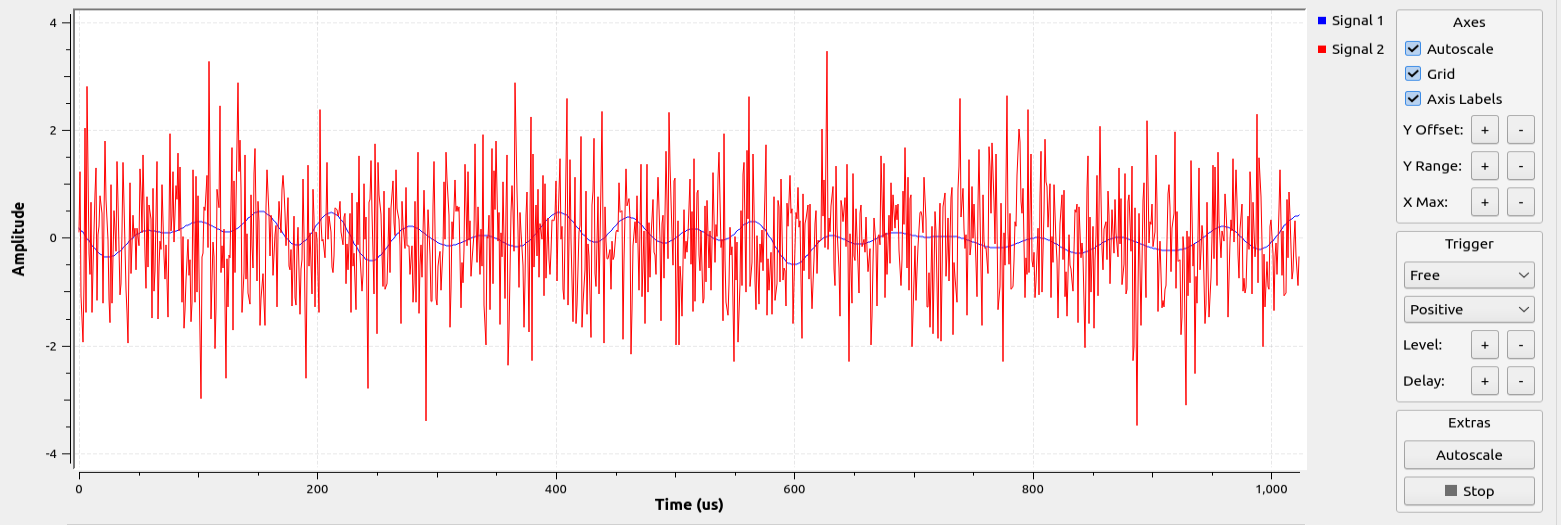 4
2
0
-2
-4
Amplitude
0
200
400
600
800
1,000
Time (us)
Signal 1
Signal 2
Axes
Autoscale
Grid
Axis Labels
Y Offset: + -
Y Range: + -
X Max: + -
Trigger
Free
Positive
Level: + -
Delay: + -
Extras
Autoscale
Stop